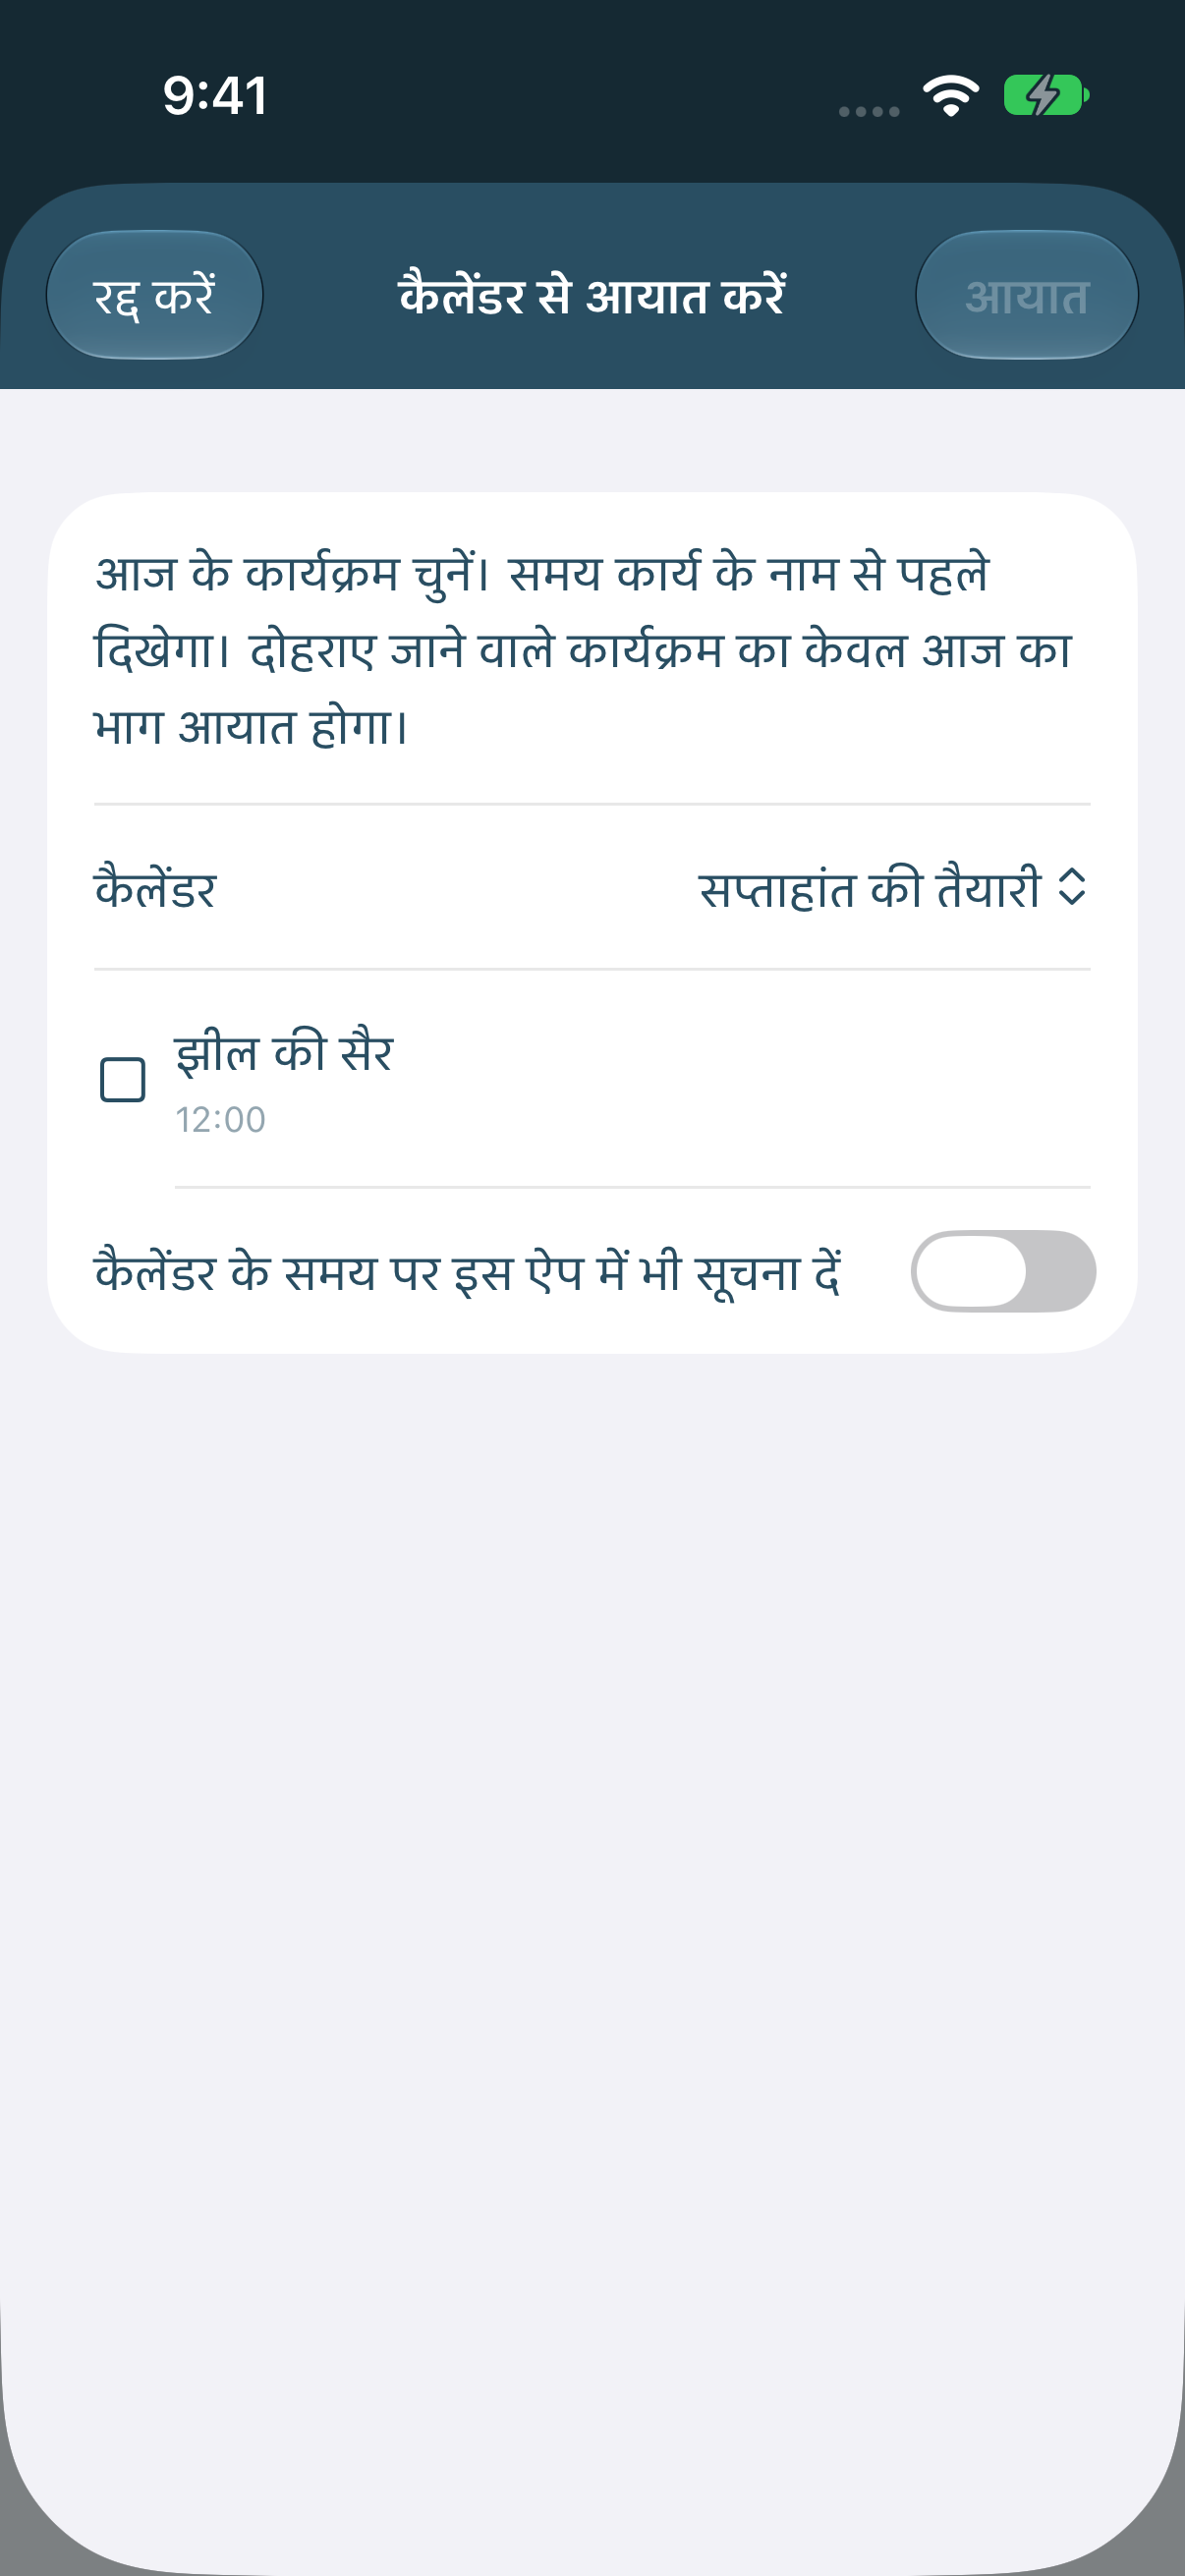 9:41
रद्द करें
कैलेंडर से आयात करें
आयात
आज के कार्यक्रम चुनें। समय कार्य के नाम से पहले
दिखेगा। दोहराए जाने वाले कार्यक्रम का केवल आज का
भाग आयात होगा।
कैलेंडर
सप्ताहांत की तैयारी
झील की सैर
12:00
कैलेंडर के समय पर इस ऐप में भी सूचना दें